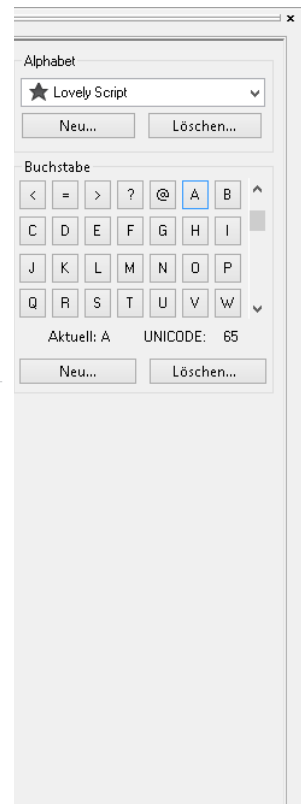 Alphabet
Lovely Script
Neu... Löschen...
Buchstabe
< = > ? @ A B
C D E F G H I
J K L M N O P
Q R S T U V W
Aktuell: A UNICODE: 65
Neu... Löschen...